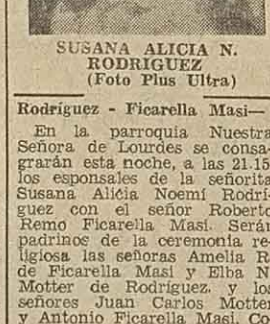 SUSANA ALICIA N.
RODRIGUEZ
(Foto Plus Ultra)
Rodríguez - Ficarella Masi—
En la parroquia Nuestra
Señora de Lourdes se consa-
grarán esta noche, a las 21.15
los esponsales de la señorita
Susana Alicia Noemí Rodrí-
guez con el señor Roberto
Remo Ficarella Masi. Serán
padrinos de la ceremonia re-
ligiosa las señoras Amelia R.
de Ficarella Masi y Elba N.
Motter de Rodríguez. y los
señores Juan Carlos Motter
y Antonio Ficarella Masi. Co-